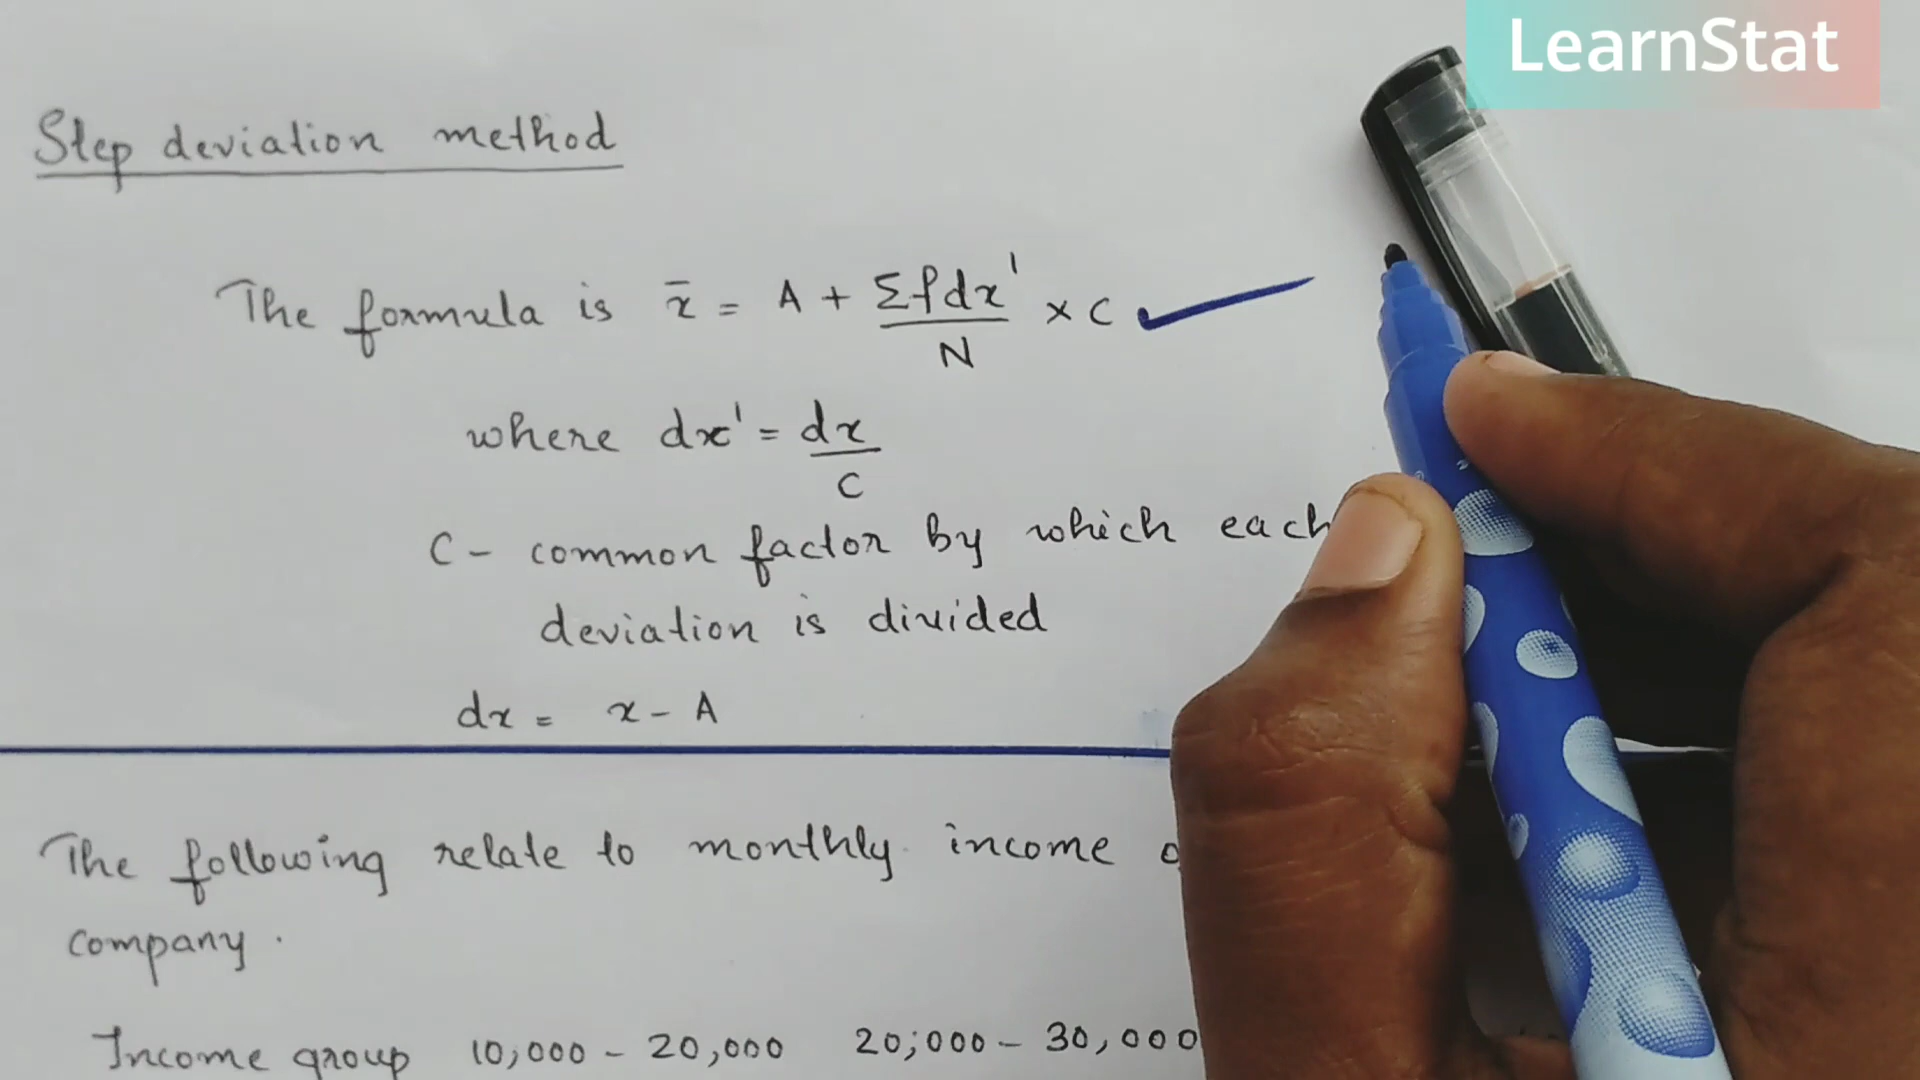 LearnStat
Step deviation method
The formula is x̄ = A + Σfdx' / N × C
where dx' = dx / C
C - common factor by which each
deviation is divided
dx = x - A
The following relate to monthly income
company.
Income group 10,000 - 20,000 20,000 - 30,000